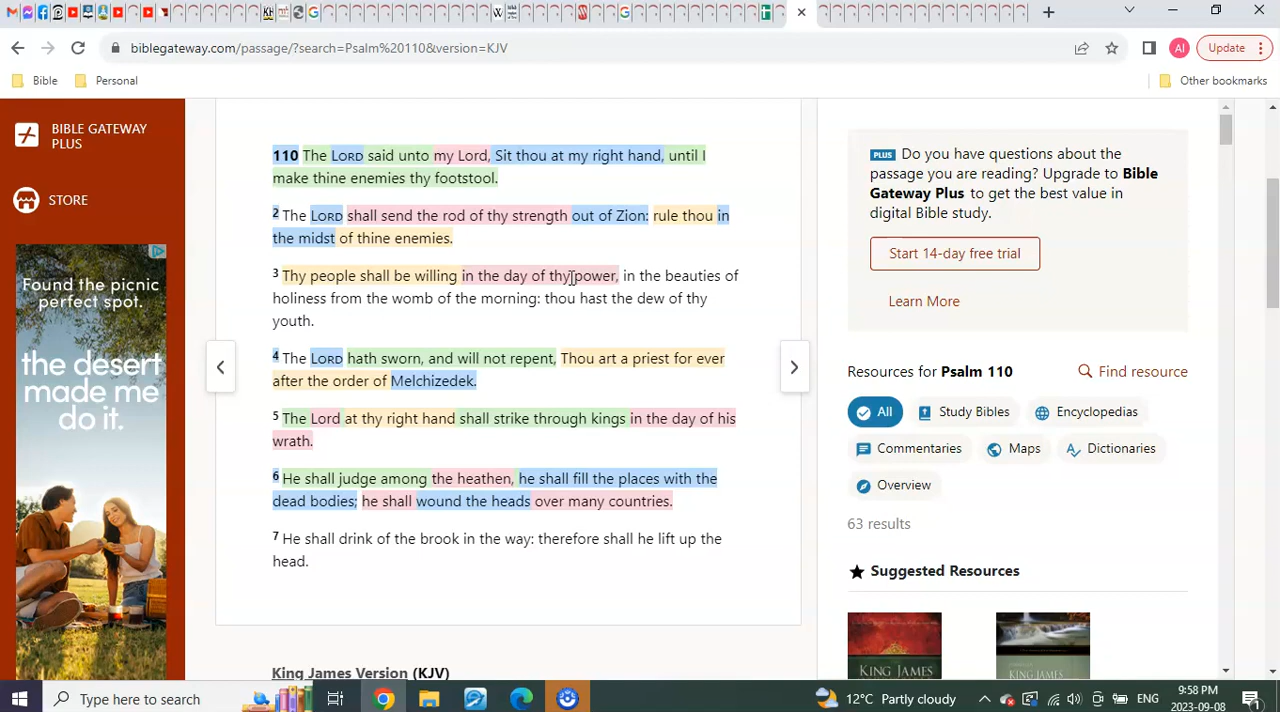 biblegateway.com/passage/?search=Psalm%20110&version=KJV
AI
Update
Bible
Personal
Other bookmarks
BIBLE GATEWAY
PLUS
STORE
Found the picnic
perfect spot.
the desert
made me
do it.
110 The LORD said unto my Lord, Sit thou at my right hand, until I
make thine enemies thy footstool.
2 The LORD shall send the rod of thy strength out of Zion: rule thou in
the midst of thine enemies.
3 Thy people shall be willing in the day of thy power, in the beauties of
holiness from the womb of the morning: thou hast the dew of thy
youth.
4 The LORD hath sworn, and will not repent, Thou art a priest for ever
after the order of Melchizedek.
5 The Lord at thy right hand shall strike through kings in the day of his
wrath.
6 He shall judge among the heathen, he shall fill the places with the
dead bodies; he shall wound the heads over many countries.
7 He shall drink of the brook in the way: therefore shall he lift up the
head.
King James Version (KJV)
PLUS Do you have questions about the
passage you are reading? Upgrade to Bible
Gateway Plus to get the best value in
digital Bible study.
Start 14-day free trial
Learn More
Resources for Psalm 110
Find resource
All
Study Bibles
Encyclopedias
Commentaries
Maps
Dictionaries
Overview
63 results
Suggested Resources
KING JAMES
KING JAMES
Type here to search
12°C Partly cloudy
ENG
9:58 PM
2023-09-08
1